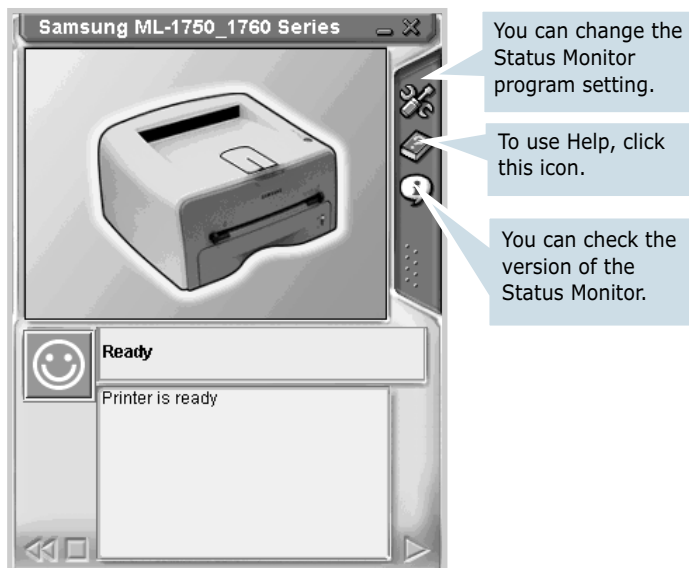 Samsung ML-1750_1760 Series
You can change the
Status Monitor
program setting.
To use Help, click
this icon.
You can check the
version of the
Status Monitor.
SAMSUNG
Ready
Printer is ready